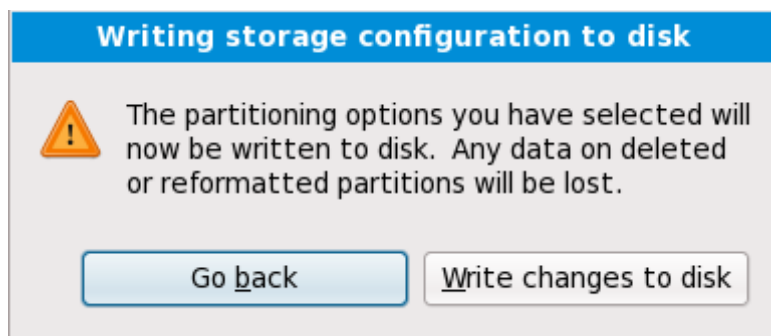 Writing storage configuration to disk
The partitioning options you have selected will
now be written to disk.  Any data on deleted
or reformatted partitions will be lost.
Go back
Write changes to disk